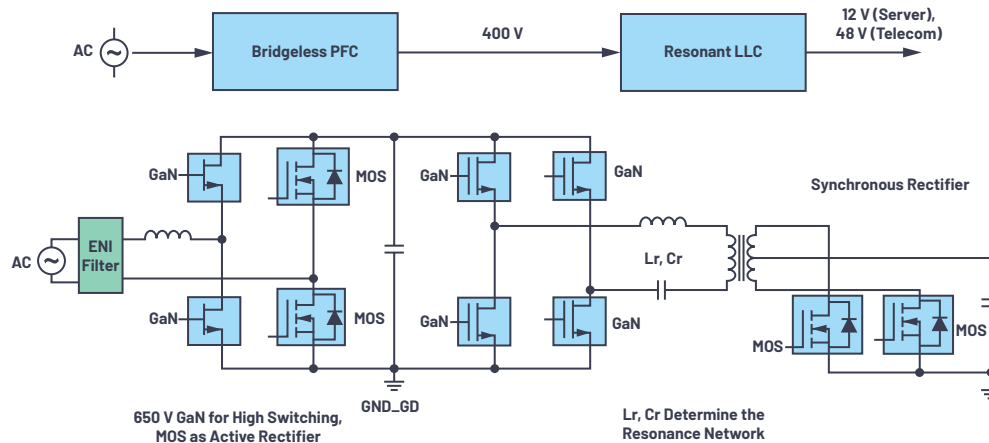 12 V (Server),
48 V (Telecom)
AC
Bridgeless PFC
400 V
Resonant LLC
GaN
MOS
GaN
GaN
Synchronous Rectifier
AC
ENI
Filter
Lr, Cr
GaN
MOS
GaN
GaN
MOS
MOS
GND_GD
650 V GaN for High Switching,
MOS as Active Rectifier
Lr, Cr Determine the
Resonance Network